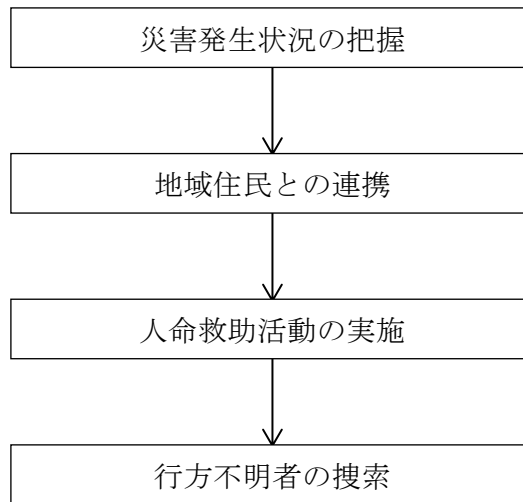 災害発生状況の把握
地域住民との連携
人命救助活動の実施
行方不明者の捜索